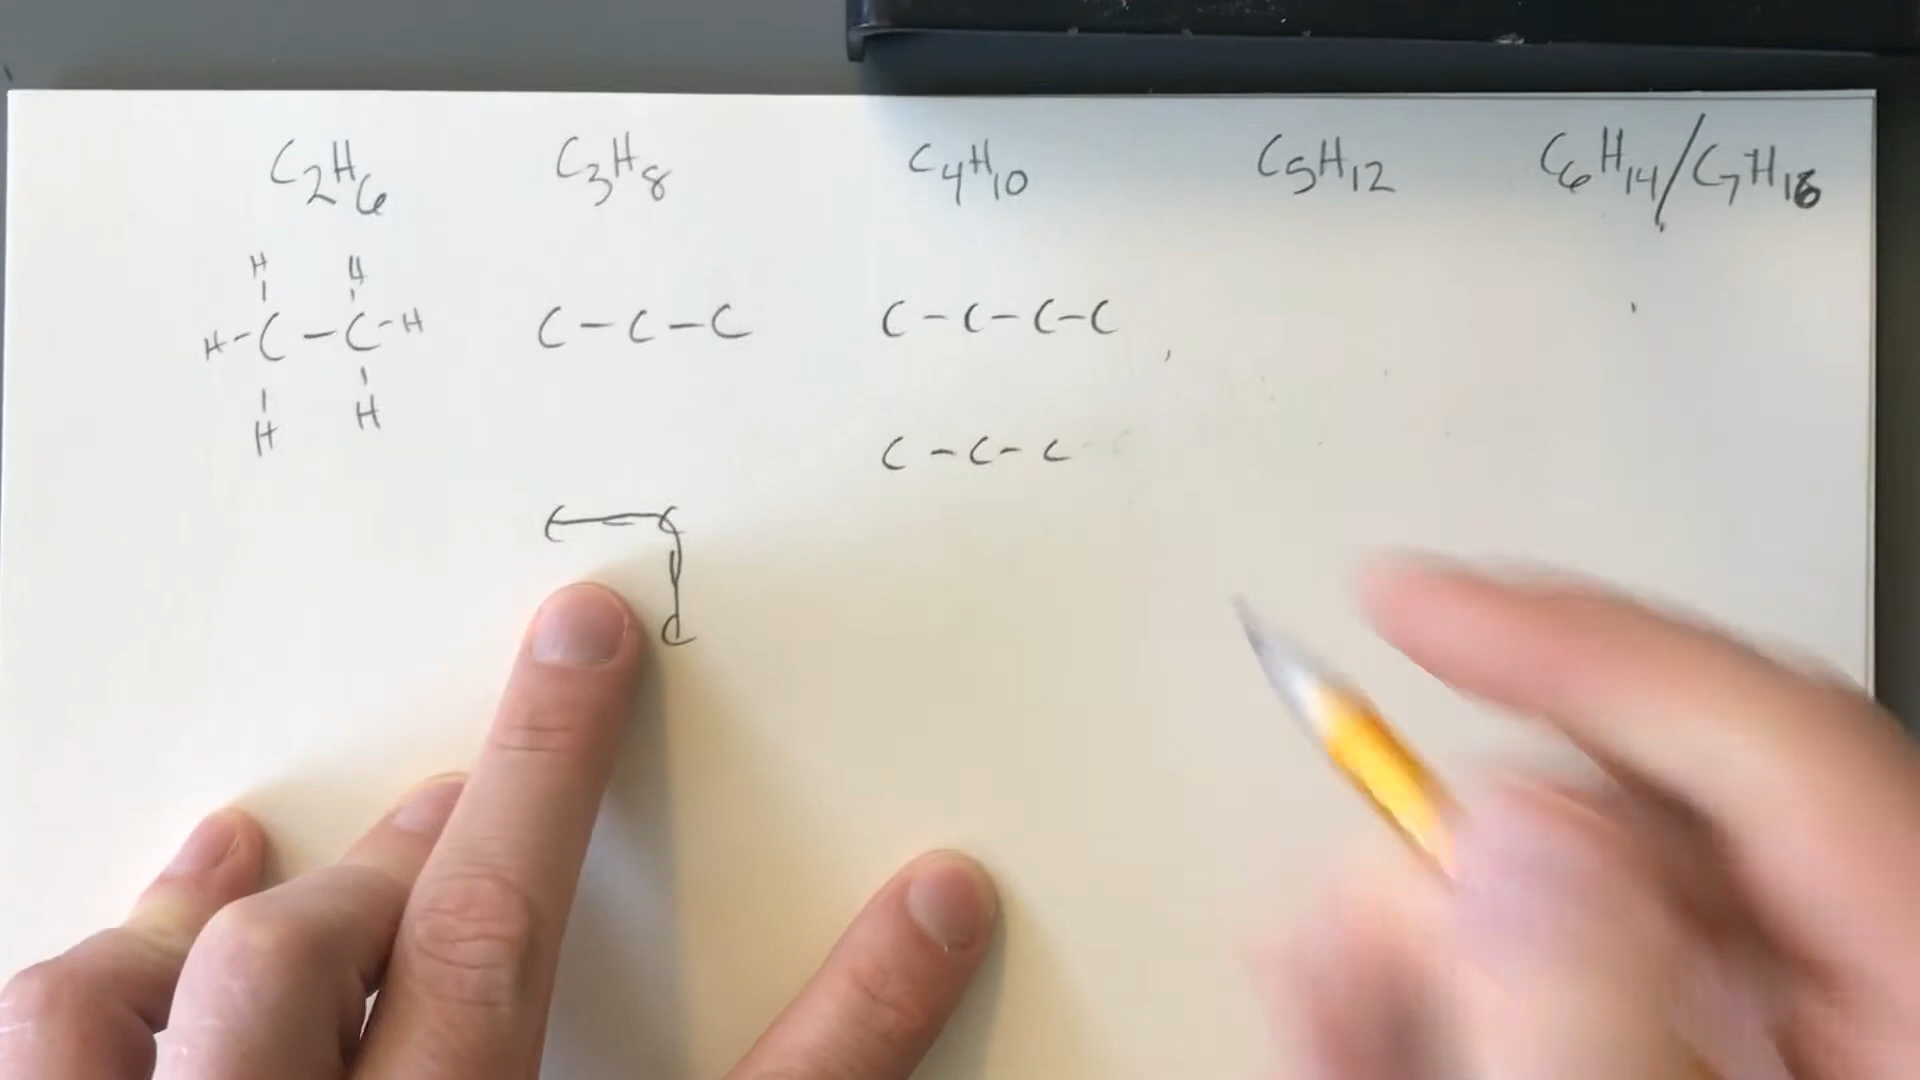 C2H6 C3H8 C4H10 C5H12 C6H14/C7H16
H H
H-C-C-H C-C-C C-C-C-C
H H
C-C-C
C-C
C